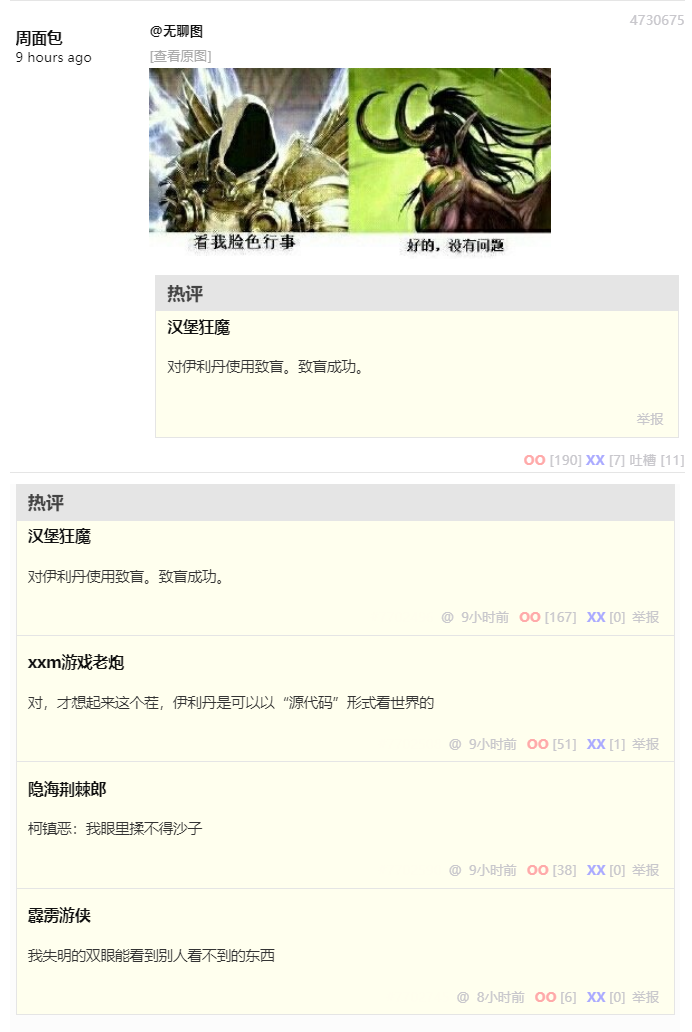 4730675
周面包
9 hours ago
@无聊图
[查看原图]
看我脸色行事
好的，没有问题
热评
汉堡狂魔
对伊利丹使用致盲。致盲成功。
举报
OO [190] XX [7] 吐槽 [11]
热评
汉堡狂魔
对伊利丹使用致盲。致盲成功。
@ 9小时前 OO [167] XX [0] 举报
xxm游戏老炮
对，才想起来这个茬，伊利丹是可以以“源代码”形式看世界的
@ 9小时前 OO [51] XX [1] 举报
隐海荆棘郎
柯镇恶：我眼里揉不得沙子
@ 9小时前 OO [38] XX [0] 举报
霹雳游侠
我失明的双眼能看到别人看不到的东西
@ 8小时前 OO [6] XX [0] 举报